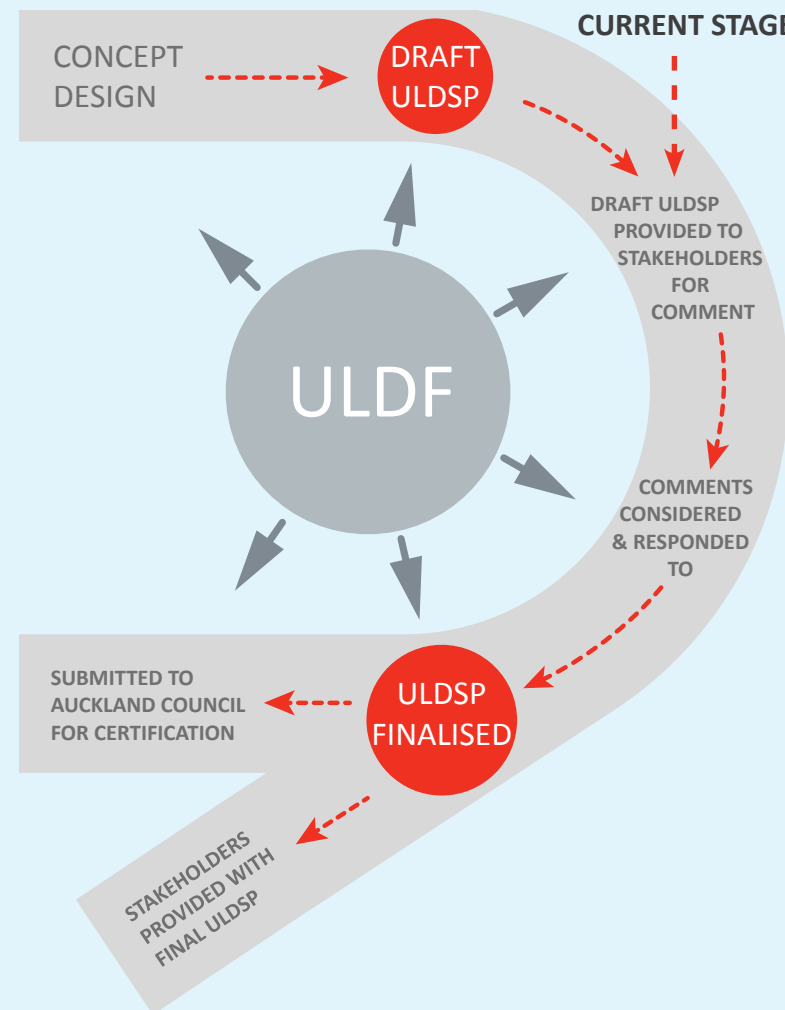 CURRENT STAGE
CONCEPT
DESIGN
DRAFT
ULDSP
DRAFT ULDSP
PROVIDED TO
STAKEHOLDERS
FOR
COMMENT
ULDF
COMMENTS
CONSIDERED
& RESPONDED
TO
ULDSP
FINALISED
SUBMITTED TO
AUCKLAND COUNCIL
FOR CERTIFICATION
STAKEHOLDERS
PROVIDED WITH
FINAL ULDSP